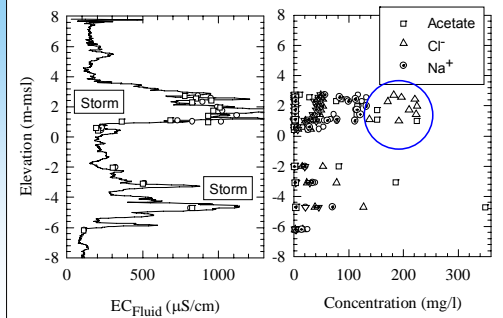 8
6
4
2
0
-2
-4
-6
-8
Elevation (m-msl)
Storm
Storm
0 500 1000
EC_Fluid (µS/cm)
8
6
4
2
0
-2
-4
-6
-8
Acetate
Cl⁻
Na⁺
0 100 200 300
Concentration (mg/l)